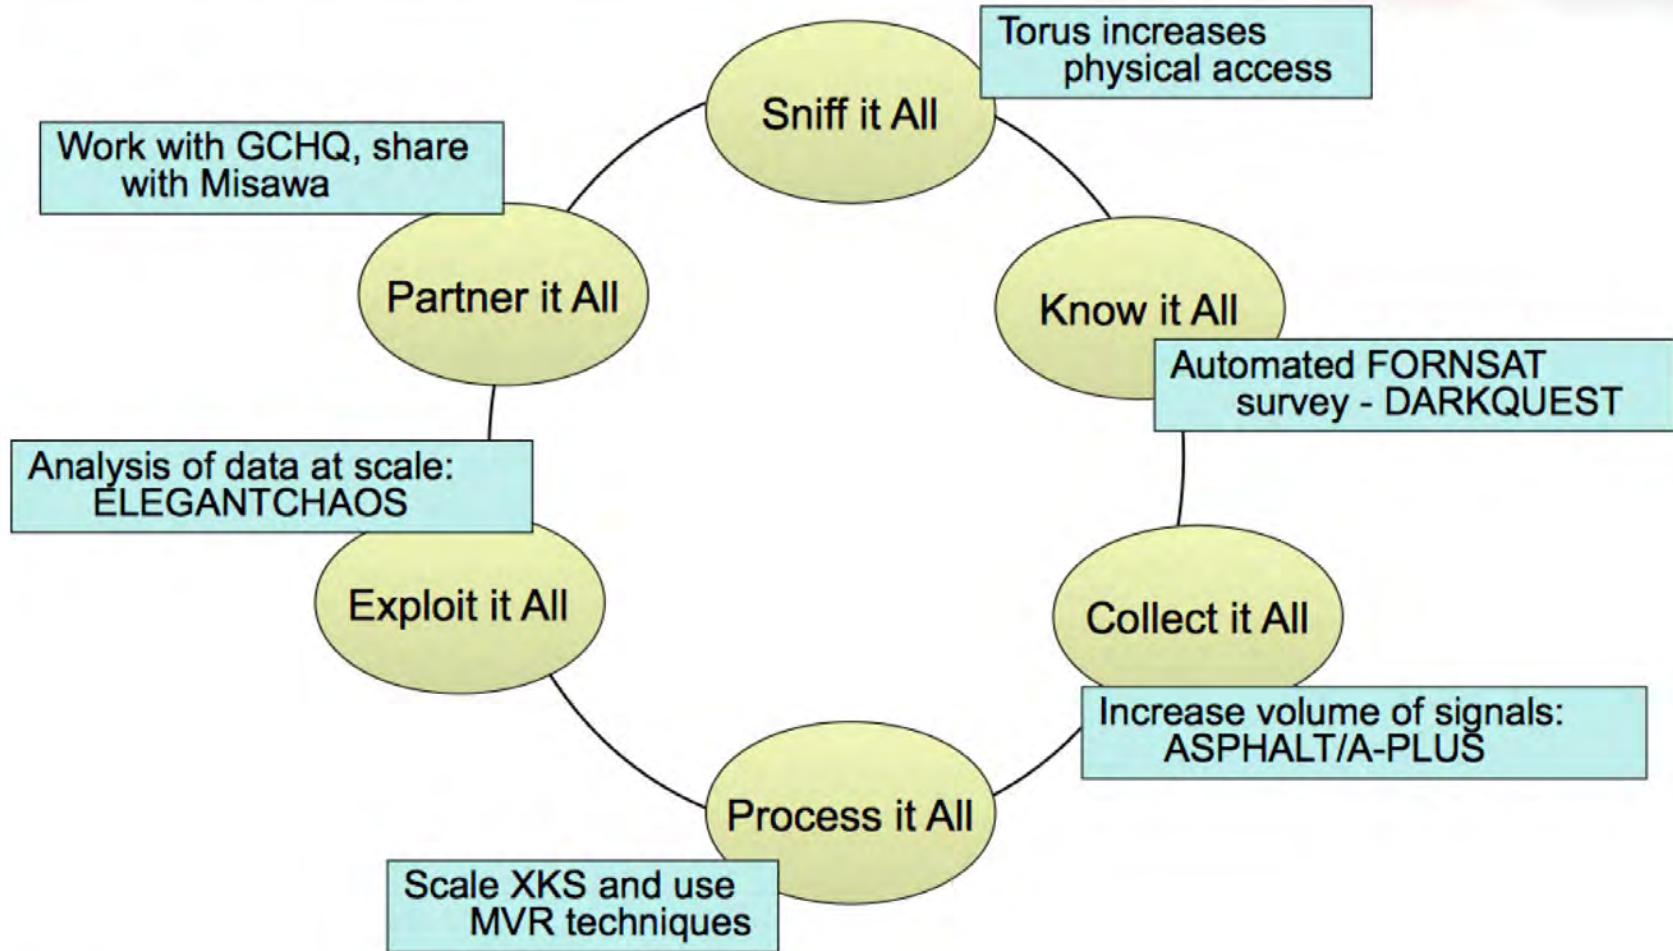 Sniff it All
Torus increases
physical access
Know it All
Automated FORNSAT
survey - DARKQUEST
Collect it All
Increase volume of signals:
ASPHALT/A-PLUS
Process it All
Scale XKS and use
MVR techniques
Exploit it All
Analysis of data at scale:
ELEGANTCHAOS
Partner it All
Work with GCHQ, share
with Misawa